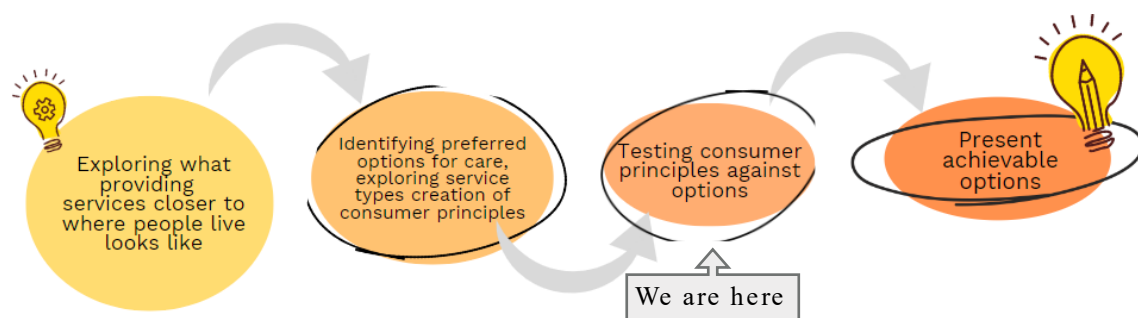 Exploring what
providing
services closer to
where people live
looks like
Identifying preferred
options for care,
exploring service
types creation of
consumer principles
Testing consumer
principles against
options
Present
achievable
options
We are here